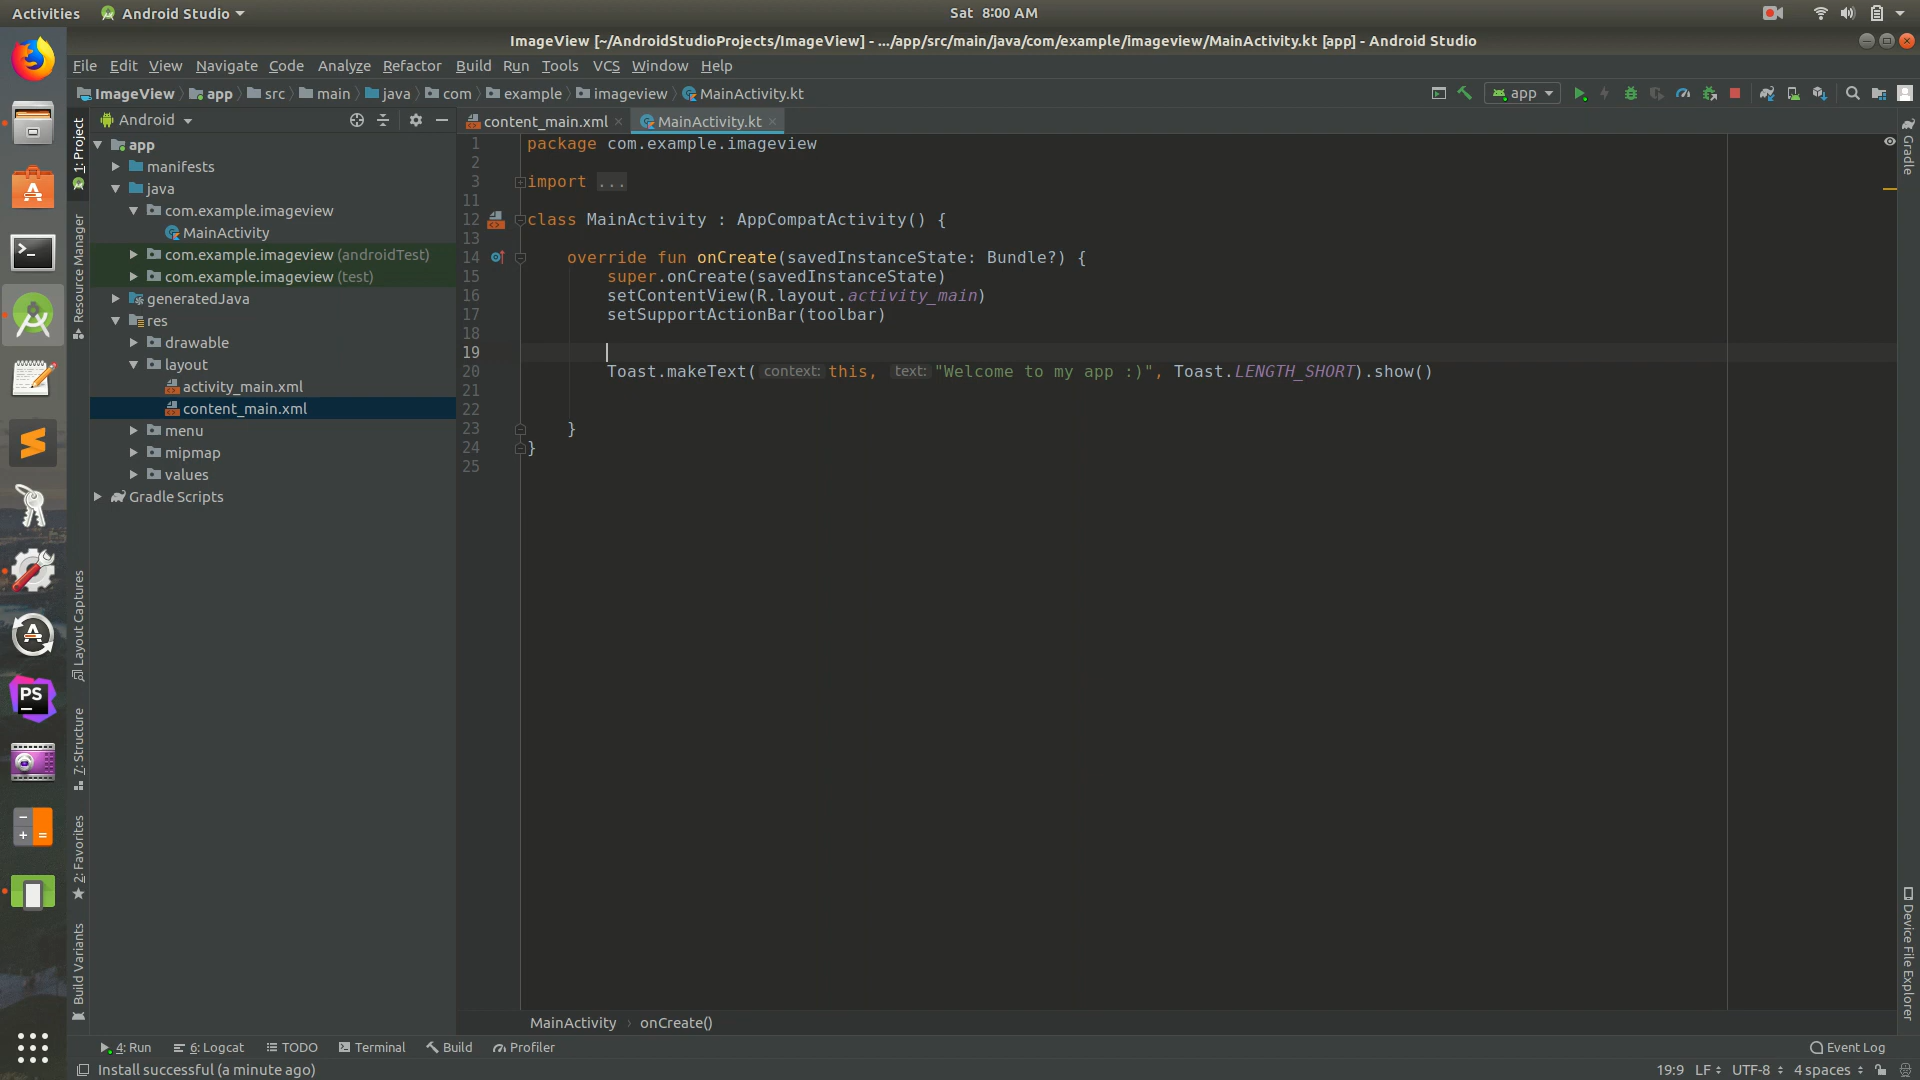 Activities Android Studio Sat 8:00 AM
ImageView [~/AndroidStudioProjects/ImageView] - .../app/src/main/java/com/example/imageview/MainActivity.kt [app] - Android Studio
File Edit View Navigate Code Analyze Refactor Build Run Tools VCS Window Help
ImageView app src main java com example imageview MainActivity.kt app
Android content_main.xml MainActivity.kt
1: Project
Resource Manager
Layout Captures
7: Structure
2: Favorites
Build Variants
app
manifests
java
com.example.imageview
MainActivity
com.example.imageview (androidTest)
com.example.imageview (test)
generatedJava
res
drawable
layout
activity_main.xml
content_main.xml
menu
mipmap
values
Gradle Scripts
1 package com.example.imageview
2
3 import ...
11
12 class MainActivity : AppCompatActivity() {
13
14 override fun onCreate(savedInstanceState: Bundle?) {
15 super.onCreate(savedInstanceState)
16 setContentView(R.layout.activity_main)
17 setSupportActionBar(toolbar)
18
19
20 Toast.makeText( context: this, text: "Welcome to my app :)", Toast.LENGTH_SHORT).show()
21
22
23 }
24 }
25
Gradle
Device File Explorer
PS
MainActivity › onCreate()
4: Run 6: Logcat TODO Terminal Build Profiler Event Log
Install successful (a minute ago) 19:9 LF UTF-8 4 spaces